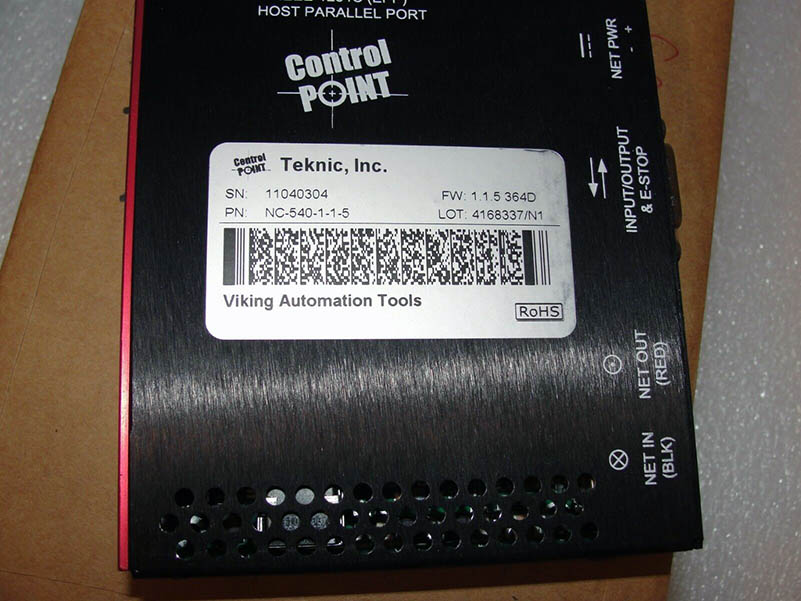 HOST PARALLEL PORT
Control
POINT
NET PWR
- +
INPUT/OUTPUT
& E-STOP
Control
POINT
Teknic, Inc.
SN: 11040304
FW: 1.1.5 364D
PN: NC-540-1-1-5
LOT: 4168337/N1
Viking Automation Tools
RoHS
NET OUT
(RED)
NET IN
(BLK)